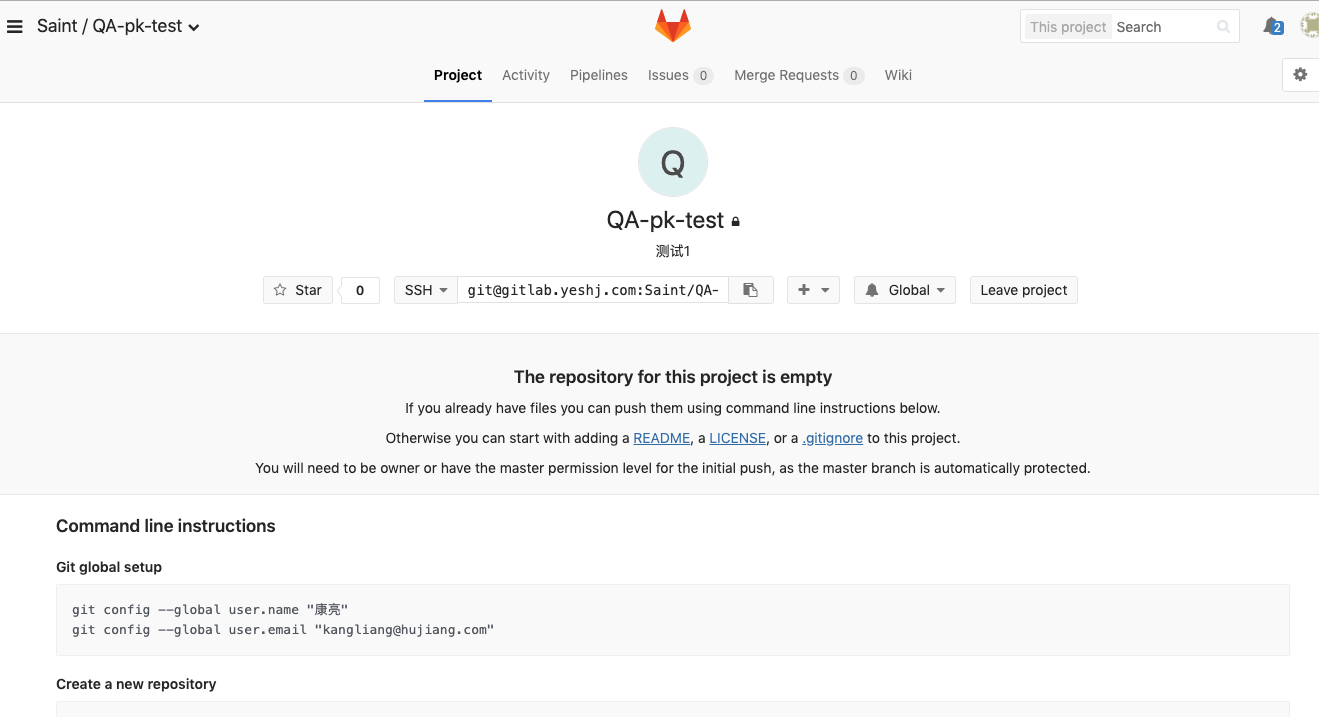 Saint / QA-pk-test
This project Search
2
Project Activity Pipelines Issues 0 Merge Requests 0 Wiki
Q
QA-pk-test
测试1
Star 0 SSH git@gitlab.yeshj.com:Saint/QA- Global Leave project
The repository for this project is empty
If you already have files you can push them using command line instructions below.
Otherwise you can start with adding a README, a LICENSE, or a .gitignore to this project.
You will need to be owner or have the master permission level for the initial push, as the master branch is automatically protected.
Command line instructions
Git global setup
git config --global user.name "康亮"
git config --global user.email "kangliang@hujiang.com"
Create a new repository